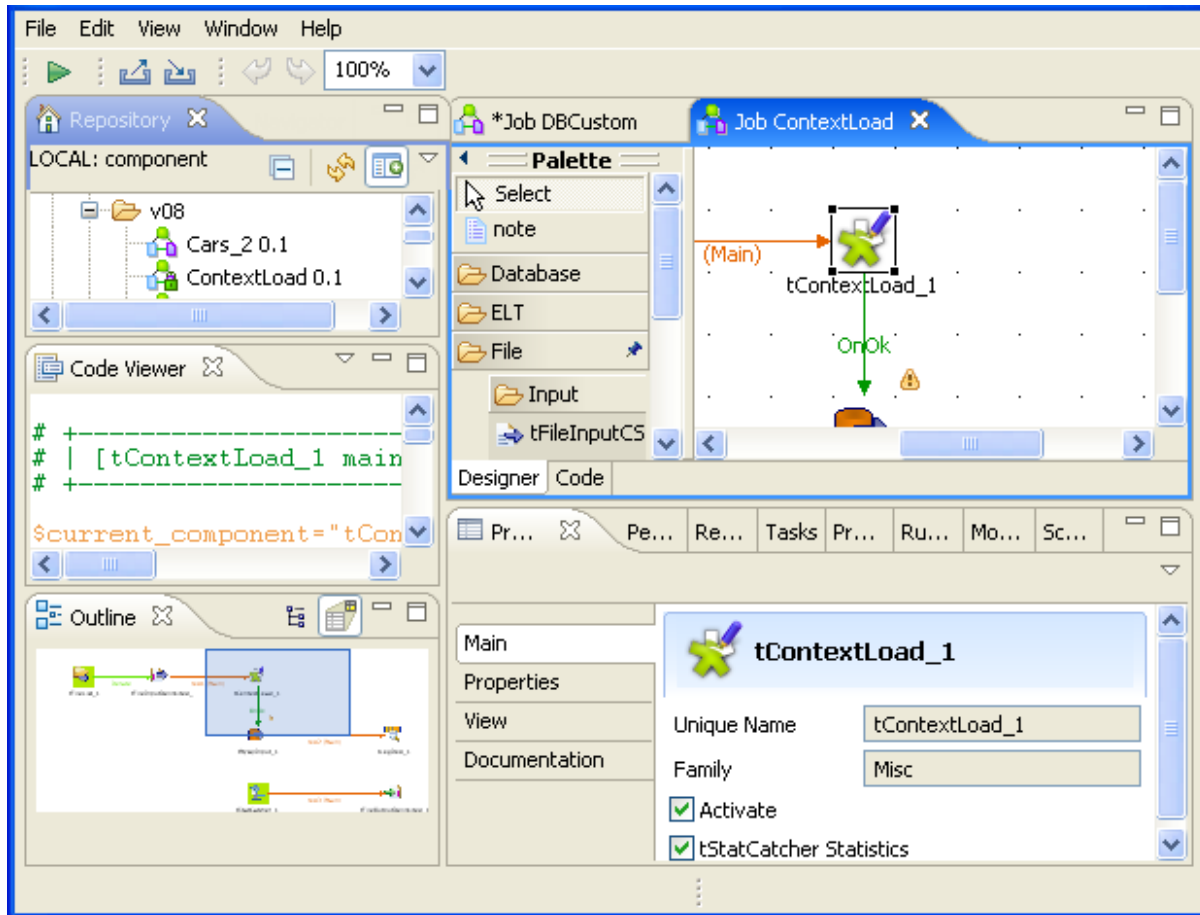 File Edit View Window Help
100%
Repository
LOCAL: component
v08
Cars_2 0.1
ContextLoad 0.1
Code Viewer
# +--------------------
# | [tContextLoad_1 main
# +--------------------
$current_component="tCon
Outline
*Job DBCustom
Job ContextLoad
Palette
Select
note
Database
ELT
File
Input
tFileInputCS
(Main)
tContextLoad_1
OnOk
Designer Code
Pr... Pe... Re... Tasks Pr... Ru... Mo... Sc...
Main
Properties
View
Documentation
tContextLoad_1
Unique Name tContextLoad_1
Family Misc
Activate
tStatCatcher Statistics